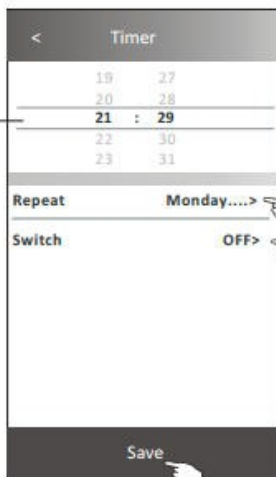 < Timer
19 27
20 28
21 : 29
22 30
23 31
Repeat Monday....>
Switch OFF>
Save